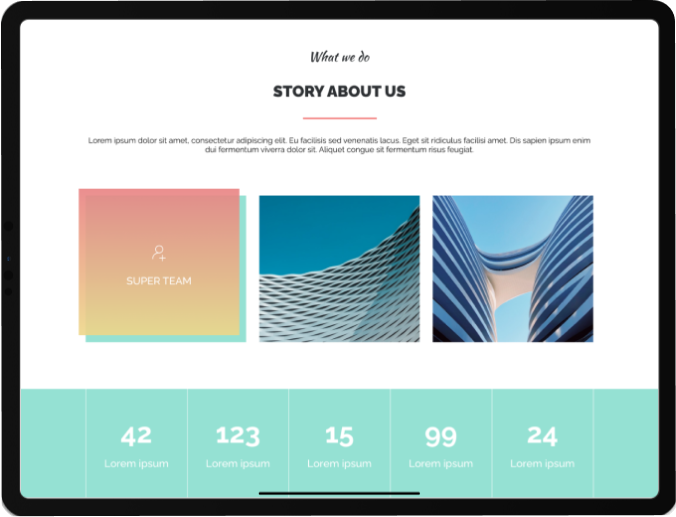 What we do
STORY ABOUT US
Lorem ipsum dolor sit amet, consectetur adipiscing elit. Eu facilisis sed venenatis lacus. Eget sit ridiculus facilisi amet. Dis sapien ipsum enim
dui fermentum viverra dolor sit. Aliquet congue sit fermentum risus feugiat.
SUPER TEAM
42 123 15 99 24
Lorem ipsum Lorem ipsum Lorem ipsum Lorem ipsum Lorem ipsum